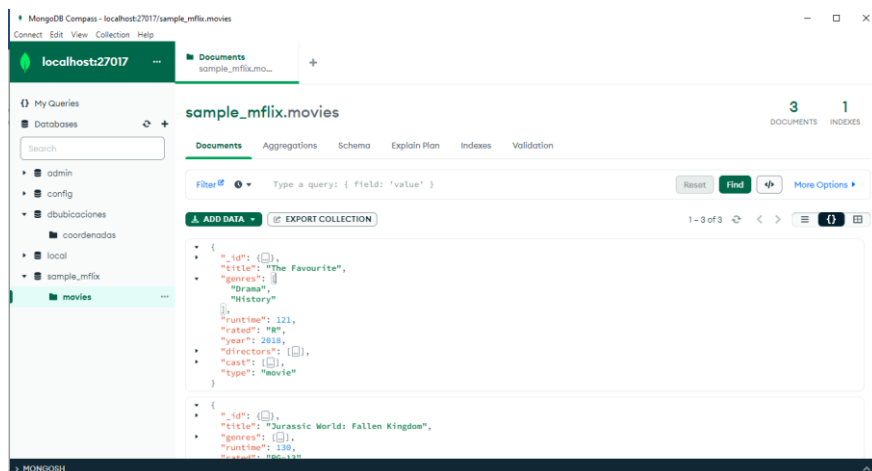 MongoDB Compass - localhost:27017/sample_mflix.movies
Connect Edit View Collection Help
localhost:27017 ...
Documents
sample_mflix.mo...
+
{} My Queries
Databases
Search
admin
config
dbubicaciones
coordenadas
local
sample_mflix
movies ...
sample_mflix.movies
3
DOCUMENTS
1
INDEXES
Documents Aggregations Schema Explain Plan Indexes Validation
Filter Type a query: { field: 'value' } Reset Find </> More Options
ADD DATA EXPORT COLLECTION 1 - 3 of 3 {}
{
"_id": {…},
"title": "The Favourite",
"genres": [
"Drama",
"History"
],
"runtime": 121,
"rated": "R",
"year": 2018,
"directors": […],
"cast": […],
"type": "movie"
}
{
"_id": {…},
"title": "Jurassic World: Fallen Kingdom",
"genres": […],
"runtime": 130,
"rated": "PG-13"
> MONGOSH